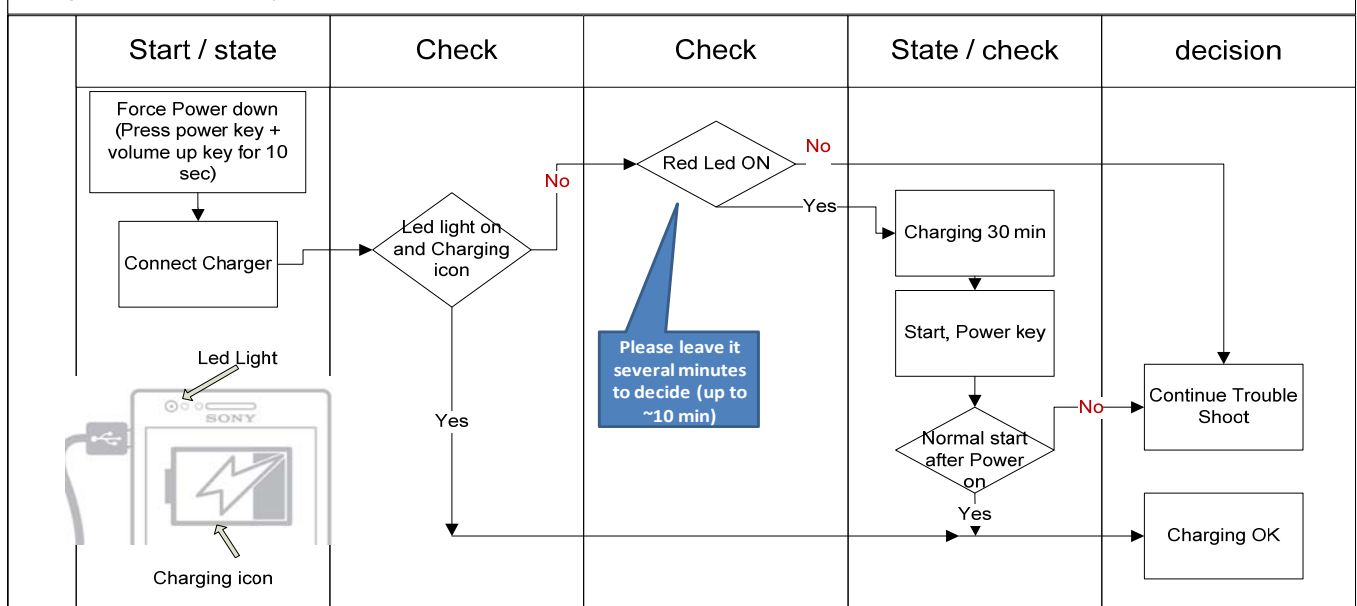 Start / state
Check
Check
State / check
decision
Force Power down
(Press power key +
volume up key for 10
sec)
Connect Charger
Led light on
and Charging
icon
No
Yes
Red Led ON
No
Yes
Please leave it
several minutes
to decide (up to
~10 min)
Charging 30 min
Start, Power key
Normal start
after Power
on
No
Yes
Continue Trouble
Shoot
Charging OK
Led Light
SONY
Charging icon